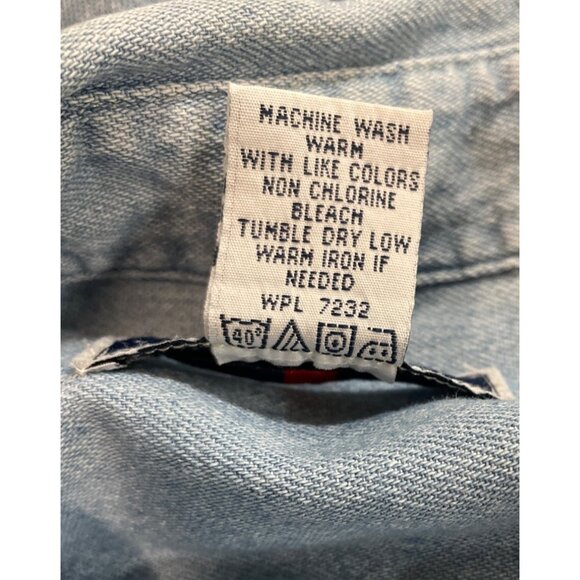 MACHINE WASH
WARM
WITH LIKE COLORS
NON CHLORINE
BLEACH
TUMBLE DRY LOW
WARM IRON IF
NEEDED
WPL 7232
40°